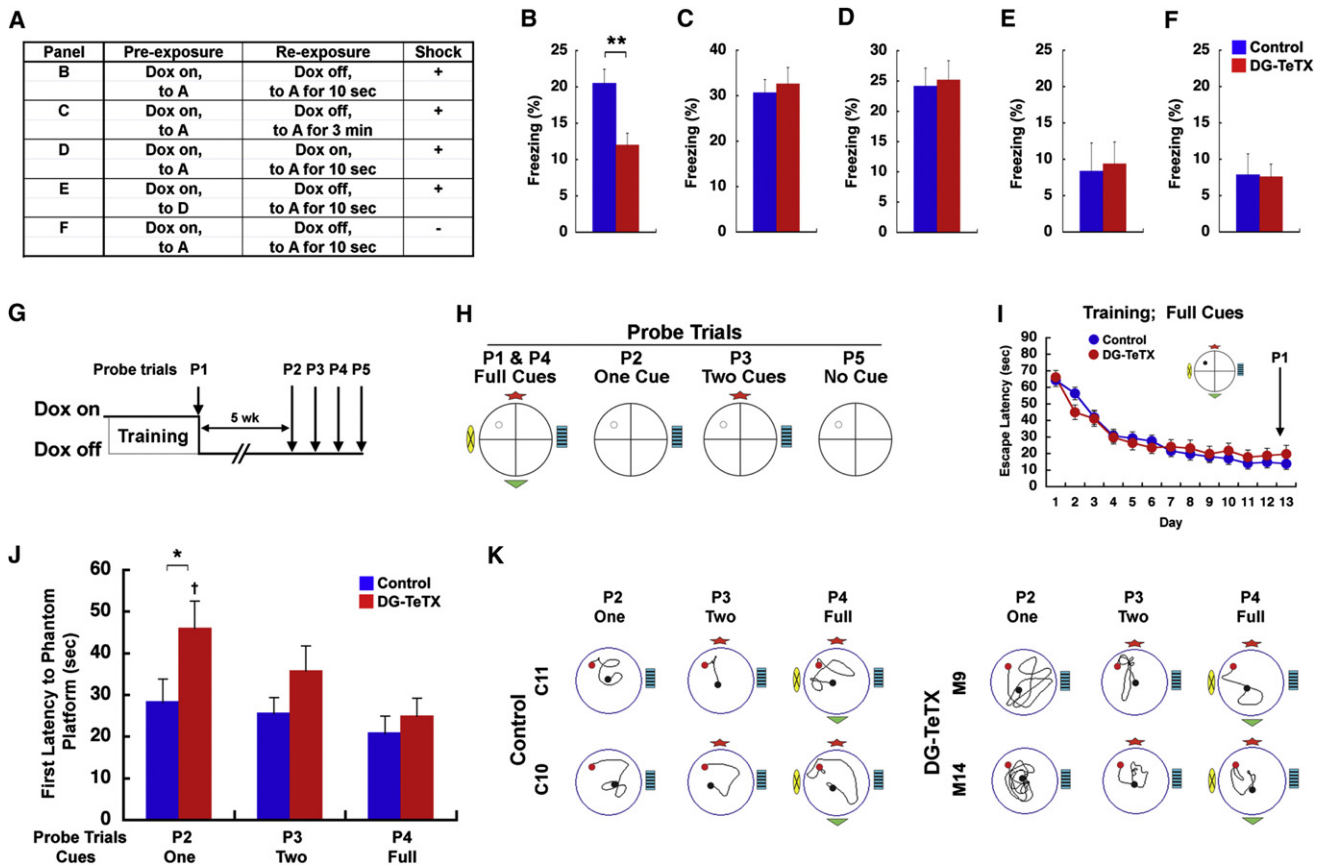 A
Panel Pre-exposure Re-exposure Shock
B Dox on, Dox off, +
to A to A for 10 sec
C Dox on, Dox off, +
to A to A for 3 min
D Dox on, Dox on, +
to A to A for 10 sec
E Dox on, Dox off, +
to D to A for 10 sec
F Dox on, Dox off, -
to A to A for 10 sec
B
Freezing (%)
25
20
15
10
5
0
**
C
Freezing (%)
40
30
20
10
0
D
Freezing (%)
30
25
20
15
10
5
0
E
Freezing (%)
25
20
15
10
5
0
F
Freezing (%)
25
20
15
10
5
0
Control
DG-TeTX
G
Probe trials P1
P2 P3 P4 P5
Dox on
5 wk
Training
Dox off
H
Probe Trials
P1 & P4 P2 P3 P5
Full Cues One Cue Two Cues No Cue
I
Training; Full Cues
Control
DG-TeTX
P1
Escape Latency (sec)
90
80
70
60
50
40
30
20
10
0
1 2 3 4 5 6 7 8 9 10 11 12 13
Day
J
First Latency to Phantom
Platform (sec)
60
50
40
30
20
10
0
*
†
Control
DG-TeTX
Probe Trials P2 P3 P4
Cues One Two Full
K
P2 P3 P4
One Two Full
Control
C11
C10
P2 P3 P4
One Two Full
DG-TeTX
M9
M14